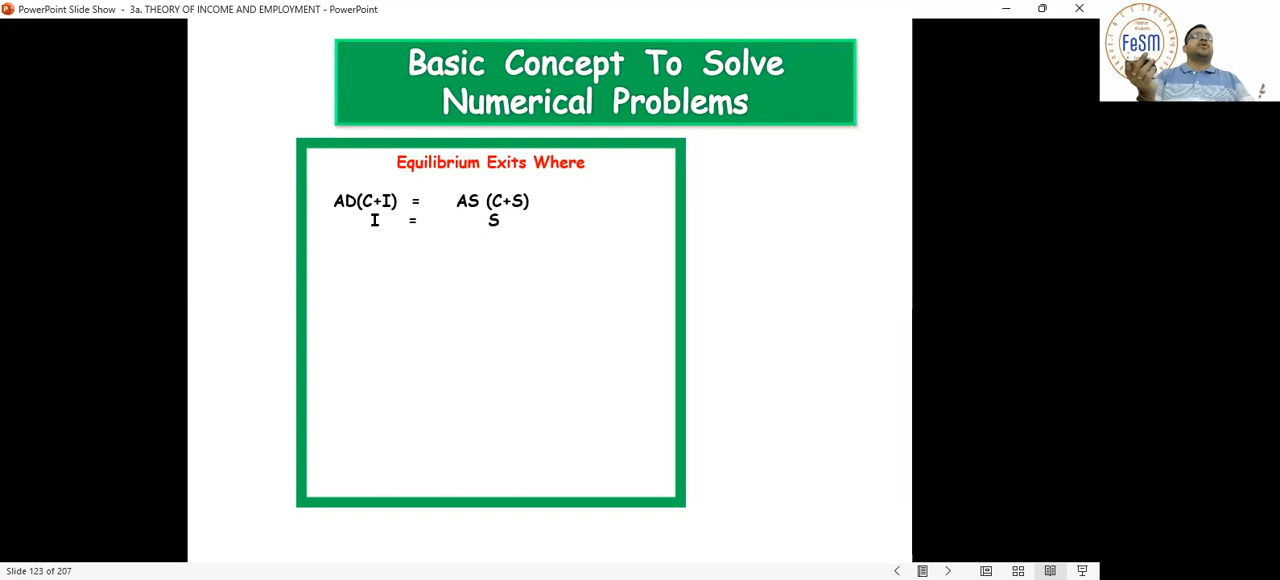 PowerPoint Slide Show - 3a. THEORY OF INCOME AND EMPLOYMENT - PowerPoint
FeSM
Basic Concept To Solve
Numerical Problems
Equilibrium Exits Where
AD(C+I) = AS (C+S)
I = S
Slide 123 of 207